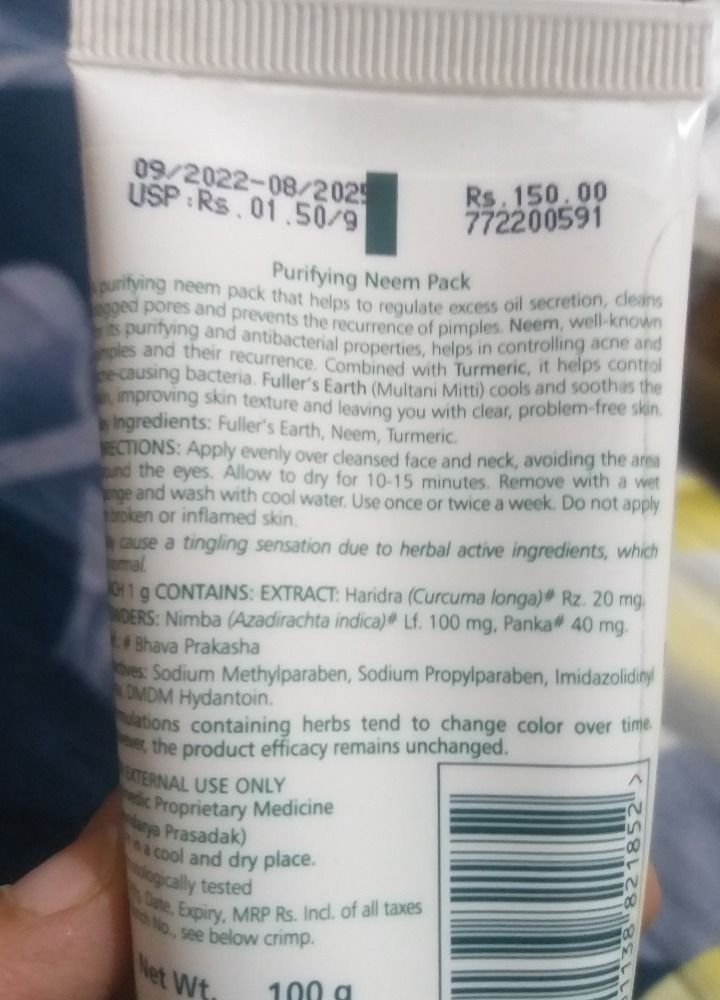 09/2022-08/2025
USP:Rs.01.50/g
Rs.150.00
772200591
Purifying Neem Pack
purifying neem pack that helps to regulate excess oil secretion, cleans
pores and prevents the recurrence of pimples. Neem, well-known
its purifying and antibacterial properties, helps in controlling acne and
and their recurrence. Combined with Turmeric, it helps control
bacteria. Fuller's Earth (Multani Mitti) cools and soothes the
improving skin texture and leaving you with clear, problem-free skin.
Ingredients: Fuller's Earth, Neem, Turmeric.
Apply evenly over cleansed face and neck, avoiding the area
the eyes. Allow to dry for 10-15 minutes. Remove with a wet
and wash with cool water. Use once or twice a week. Do not apply
broken or inflamed skin.
cause a tingling sensation due to herbal active ingredients, which
1 g CONTAINS: EXTRACT: Haridra (Curcuma longa)# Rz. 20 mg.
Nimba (Azadirachta indica)# Lf. 100 mg, Panka# 40 mg.
# Bhava Prakasha
Sodium Methylparaben, Sodium Propylparaben, Imidazolidinyl
DMDM Hydantoin.
containing herbs tend to change color over time.
the product efficacy remains unchanged.
EXTERNAL USE ONLY
Proprietary Medicine
Prasadak)
in a cool and dry place.
tested
Date, Expiry, MRP Rs. Incl. of all taxes
No., see below crimp.
Net Wt. 100 g
821852 >